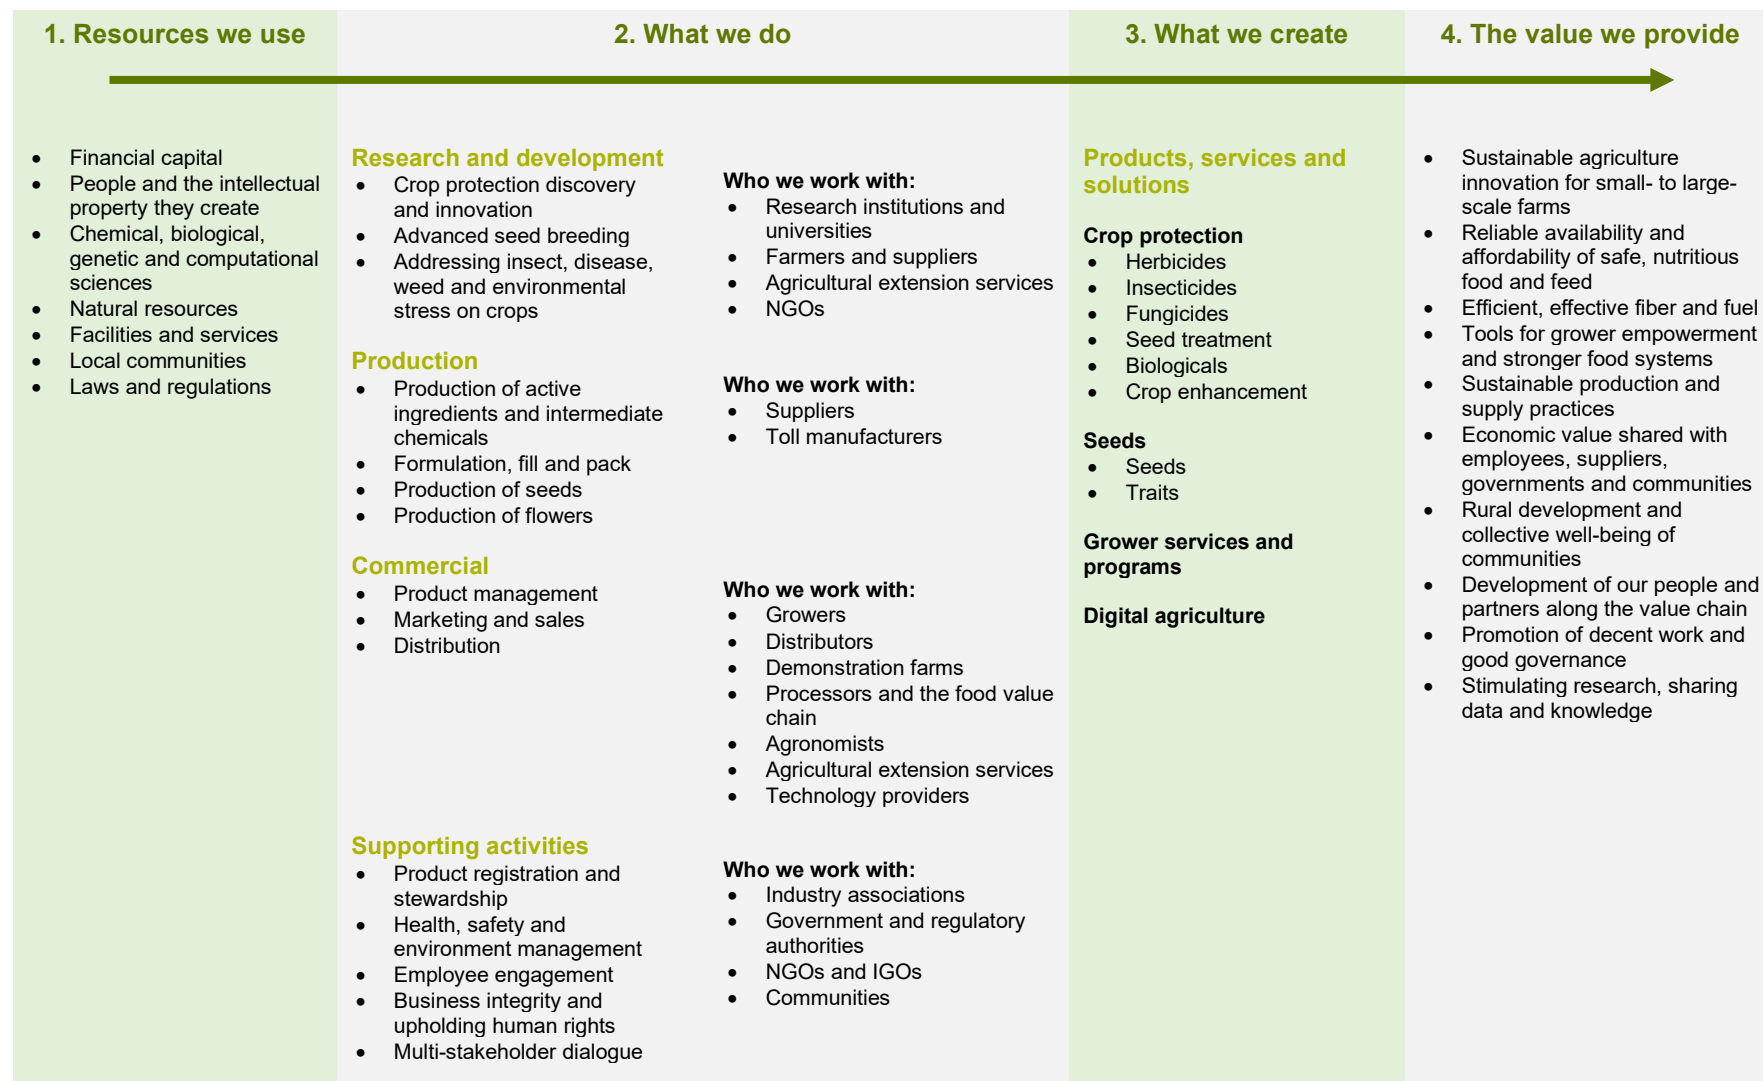 1. Resources we use
2. What we do
3. What we create
4. The value we provide
• Financial capital
• People and the intellectual
property they create
• Chemical, biological,
genetic and computational
sciences
• Natural resources
• Facilities and services
• Local communities
• Laws and regulations
Research and development
• Crop protection discovery
and innovation
• Advanced seed breeding
• Addressing insect, disease,
weed and environmental
stress on crops
Who we work with:
• Research institutions and
universities
• Farmers and suppliers
• Agricultural extension services
• NGOs
Production
• Production of active
ingredients and intermediate
chemicals
• Formulation, fill and pack
• Production of seeds
• Production of flowers
Who we work with:
• Suppliers
• Toll manufacturers
Commercial
• Product management
• Marketing and sales
• Distribution
Who we work with:
• Growers
• Distributors
• Demonstration farms
• Processors and the food value
chain
• Agronomists
• Agricultural extension services
• Technology providers
Supporting activities
• Product registration and
stewardship
• Health, safety and
environment management
• Employee engagement
• Business integrity and
upholding human rights
• Multi-stakeholder dialogue
Who we work with:
• Industry associations
• Government and regulatory
authorities
• NGOs and IGOs
• Communities
Products, services and
solutions
Crop protection
• Herbicides
• Insecticides
• Fungicides
• Seed treatment
• Biologicals
• Crop enhancement
Seeds
• Seeds
• Traits
Grower services and
programs
Digital agriculture
• Sustainable agriculture
innovation for small- to large-
scale farms
• Reliable availability and
affordability of safe, nutritious
food and feed
• Efficient, effective fiber and fuel
• Tools for grower empowerment
and stronger food systems
• Sustainable production and
supply practices
• Economic value shared with
employees, suppliers,
governments and communities
• Rural development and
collective well-being of
communities
• Development of our people and
partners along the value chain
• Promotion of decent work and
good governance
• Stimulating research, sharing
data and knowledge